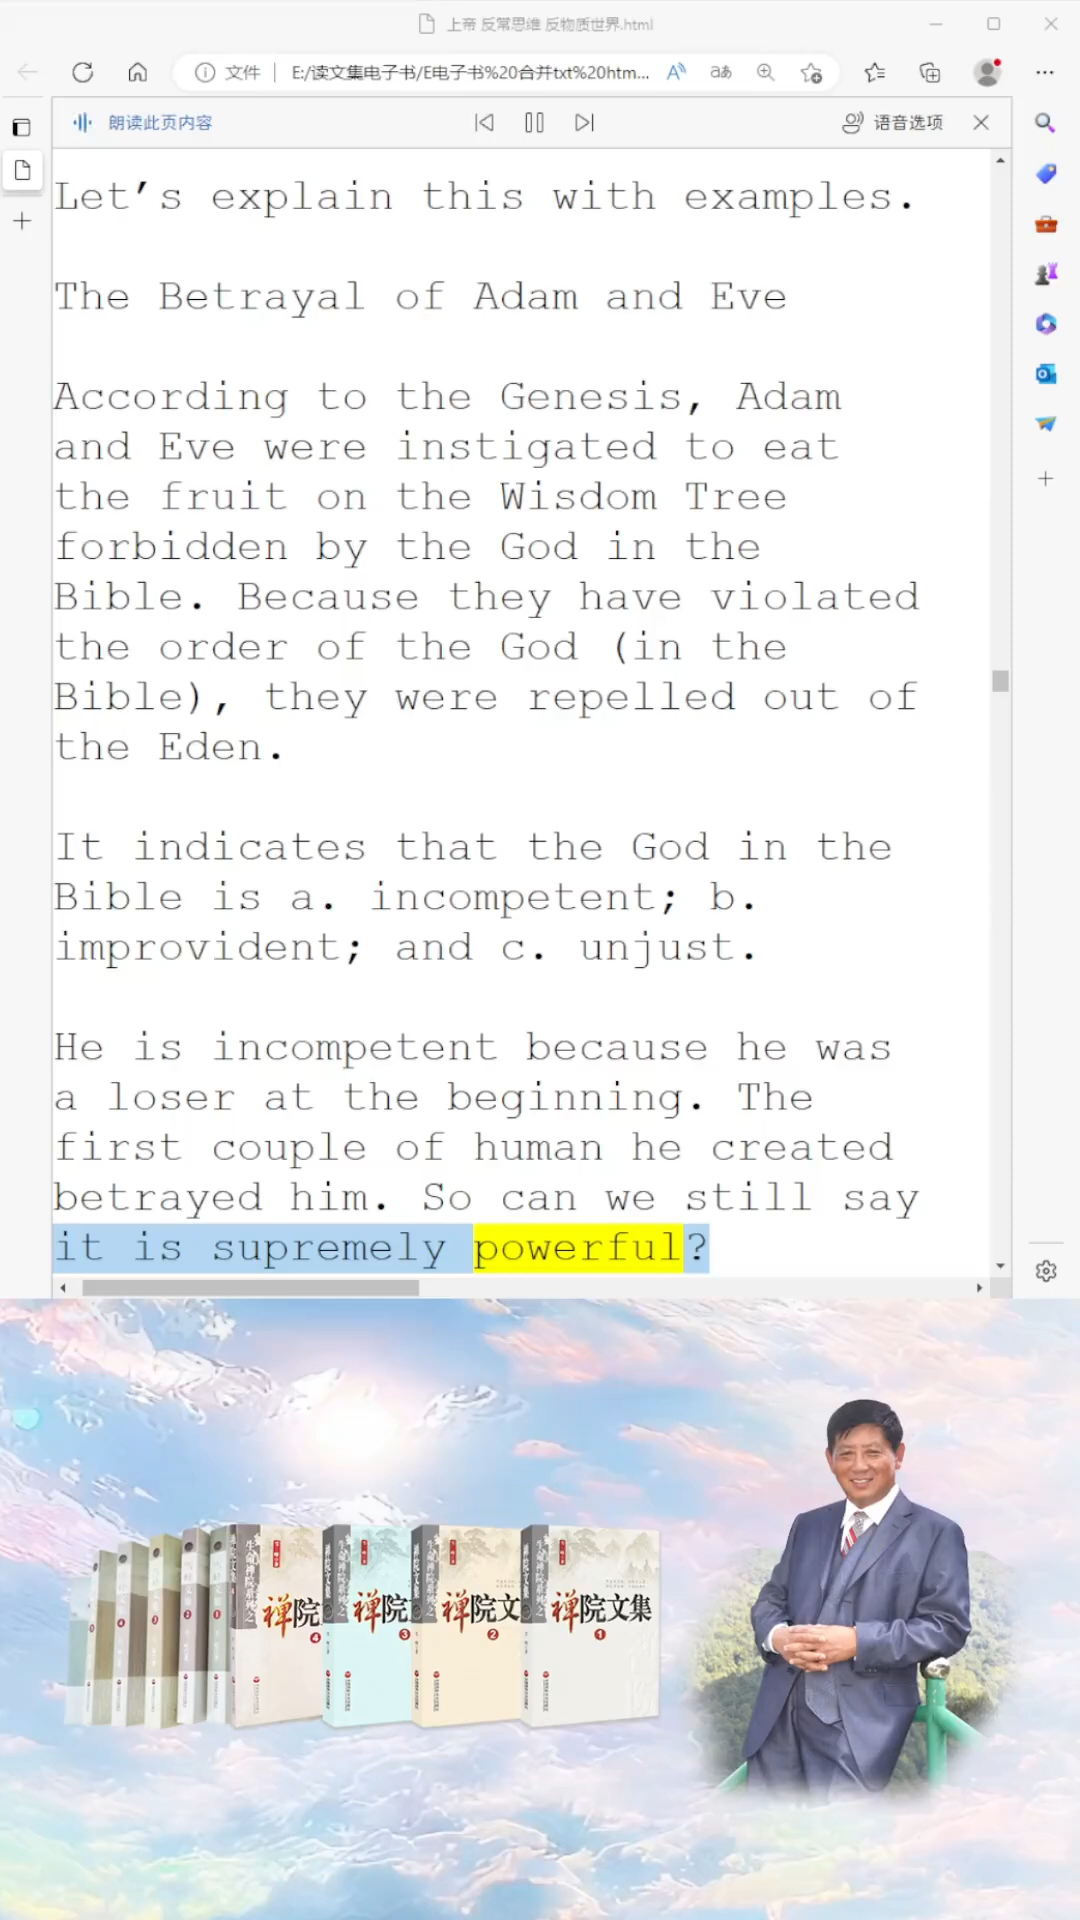 上帝 反常思维 反物质世界.html
文件 E:/读文集电子书/E电子书%20合并txt%20htm... A aあ
朗读此页内容 语音选项
Let’s explain this with examples.
The Betrayal of Adam and Eve
According to the Genesis, Adam
and Eve were instigated to eat
the fruit on the Wisdom Tree
forbidden by the God in the
Bible. Because they have violated
the order of the God (in the
Bible), they were repelled out of
the Eden.
It indicates that the God in the
Bible is a. incompetent; b.
improvident; and c. unjust.
He is incompetent because he was
a loser at the beginning. The
first couple of human he created
betrayed him. So can we still say
it is supremely powerful?
禅院
4
禅院文
3
禅院文
2
禅院文集
1